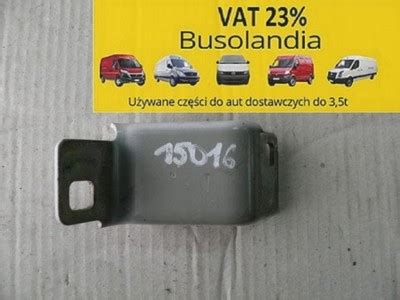 VAT 23%
Busolandia
Używane części do aut dostawczych do 3,5t
15016